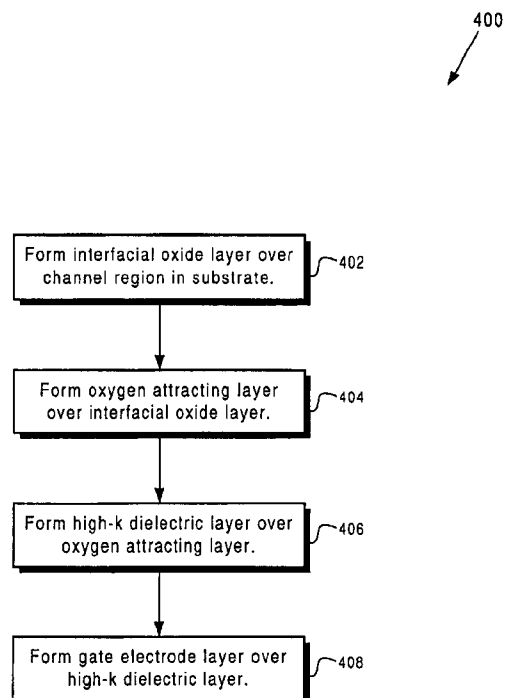 400
Form interfacial oxide layer over
channel region in substrate.
402
Form oxygen attracting layer
over interfacial oxide layer.
404
Form high-k dielectric layer over
oxygen attracting layer.
406
Form gate electrode layer over
high-k dielectric layer.
408